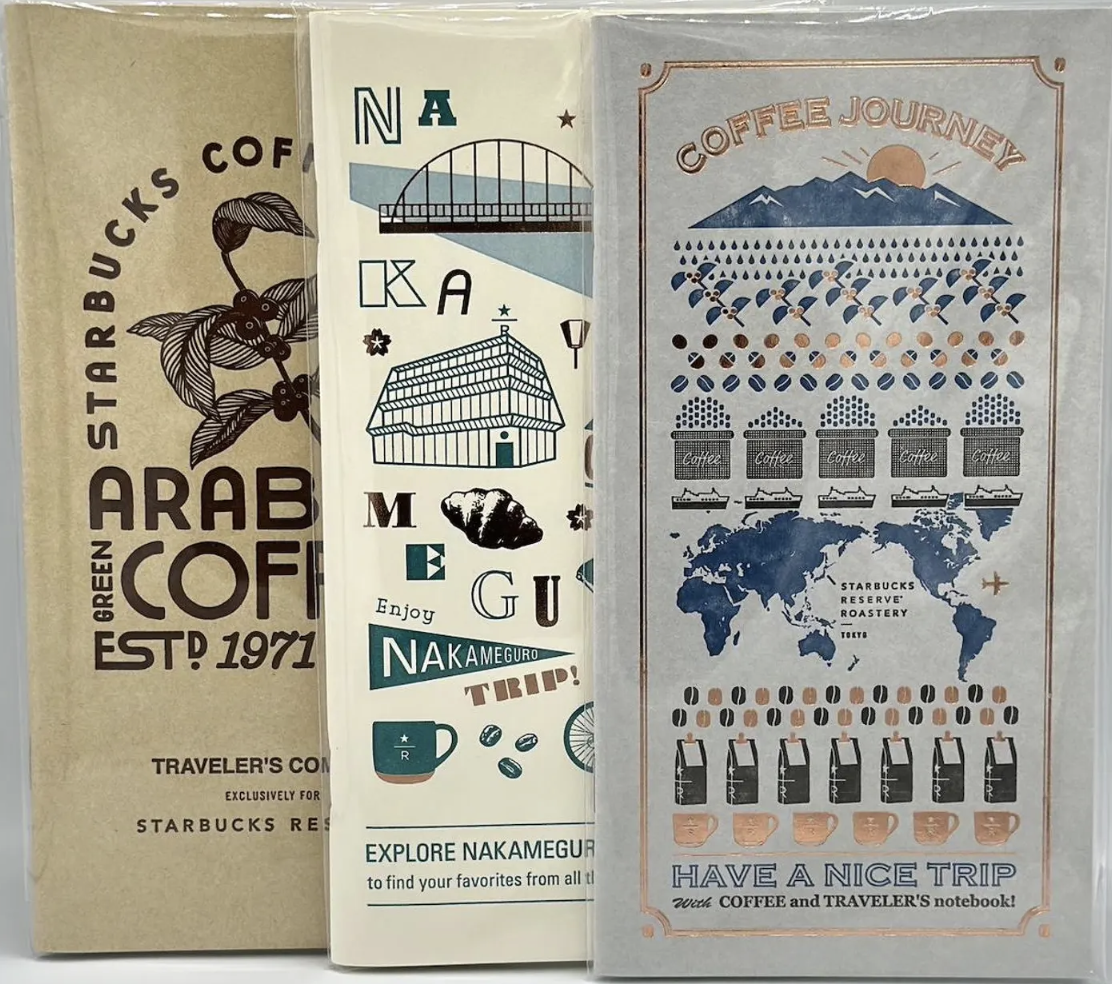 STARBUCKS COF
ARAB
GREEN
COFF
ESTD 1971
TRAVELER'S COM
EXCLUSIVELY FOR
STARBUCKS RES
N A
KA
R
M
E
GU
Enjoy
NAKAMEGURO
TRIP!
R
EXPLORE NAKAMEGUR
to find your favorites from all t
COFFEE JOURNEY
Coffee Coffee Coffee Coffee Coffee
STARBUCKS
RESERVE
ROASTERY
TOKYO
HAVE A NICE TRIP
With COFFEE and TRAVELER'S notebook!